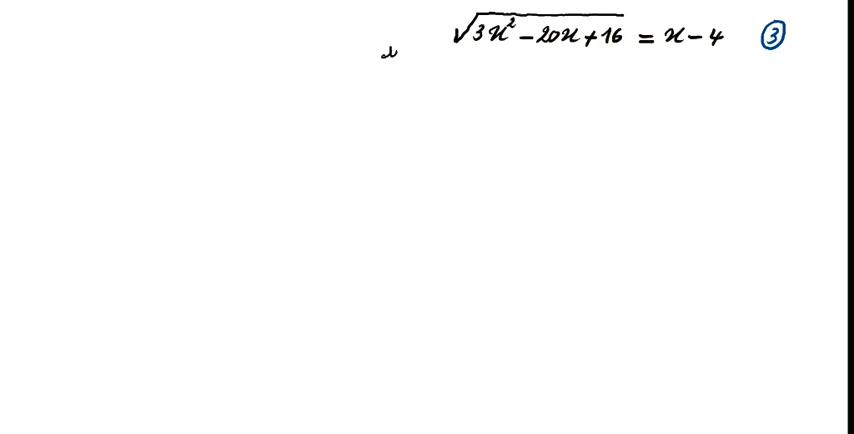 √(3x² - 20x + 16) = x - 4 ③